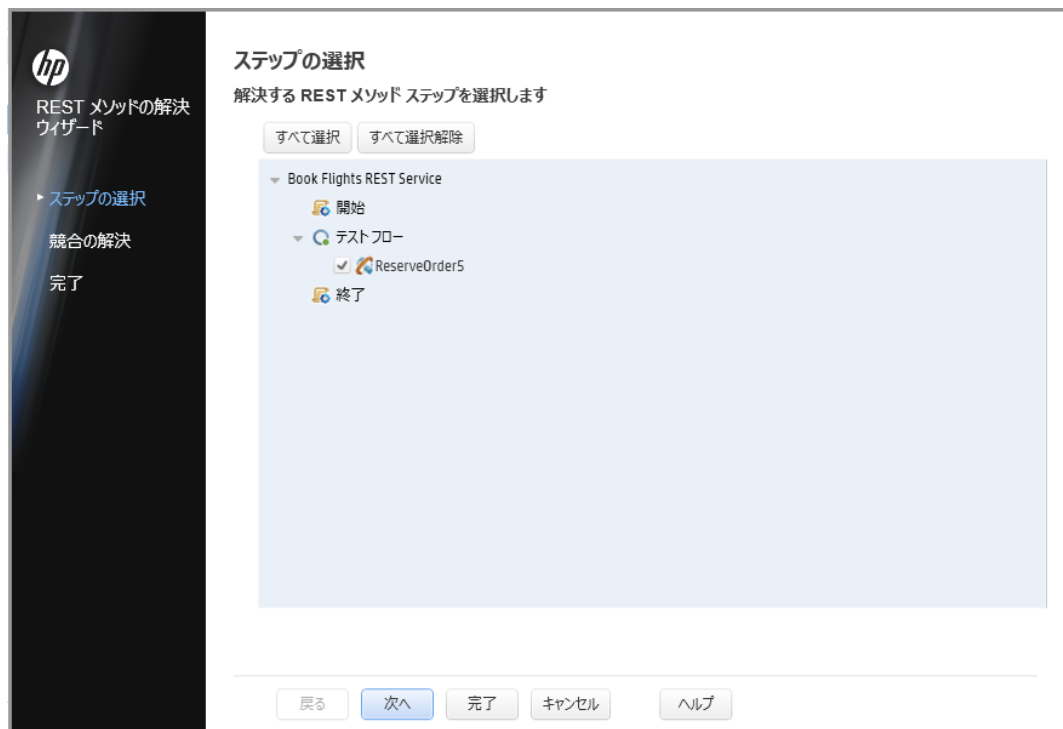 hp
REST メソッドの解決
ウィザード
ステップの選択
競合の解決
完了
ステップの選択
解決する REST メソッド ステップを選択します
すべて選択 すべて選択解除
Book Flights REST Service
開始
テスト フロー
ReserveOrder5
終了
戻る 次へ 完了 キャンセル ヘルプ